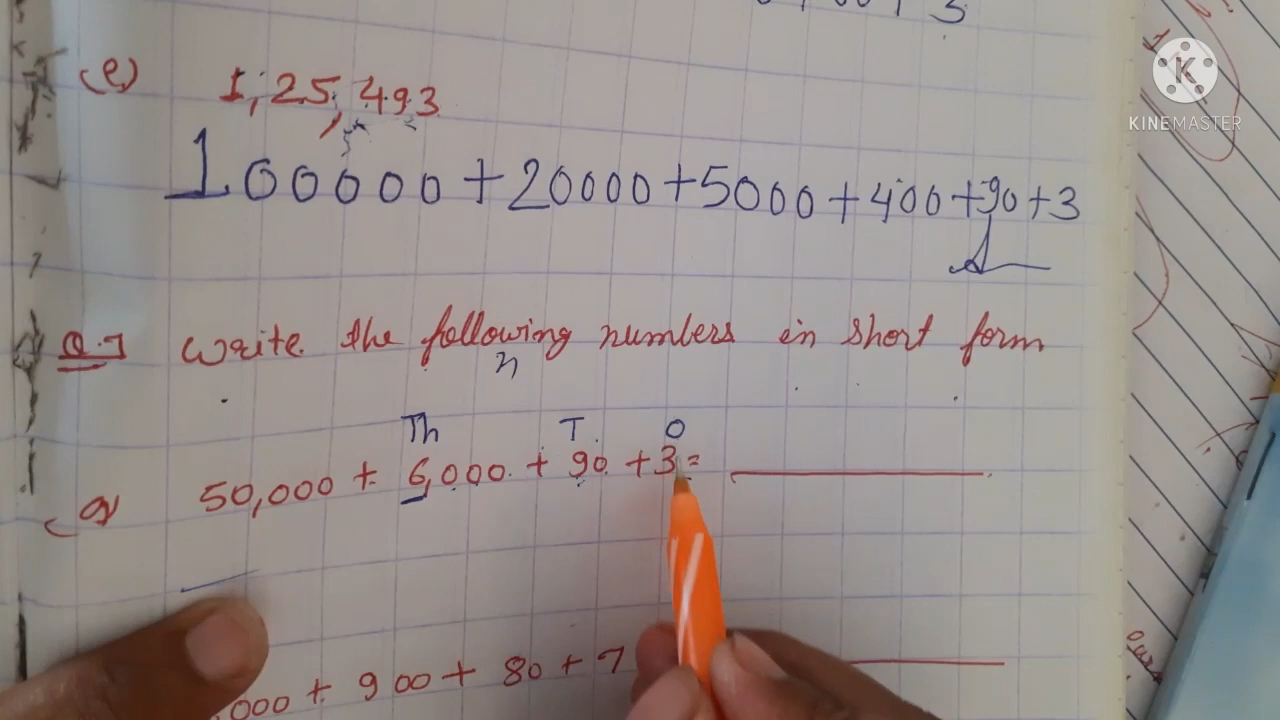 (e) 1,25,493
KINEMASTER
100000+20000+5000+400+90+3
Q.7 Write the following numbers in short form
Th T. O
(a) 50,000 + 6,000 + 90 + 3 =
000 + 900 + 80 + 7